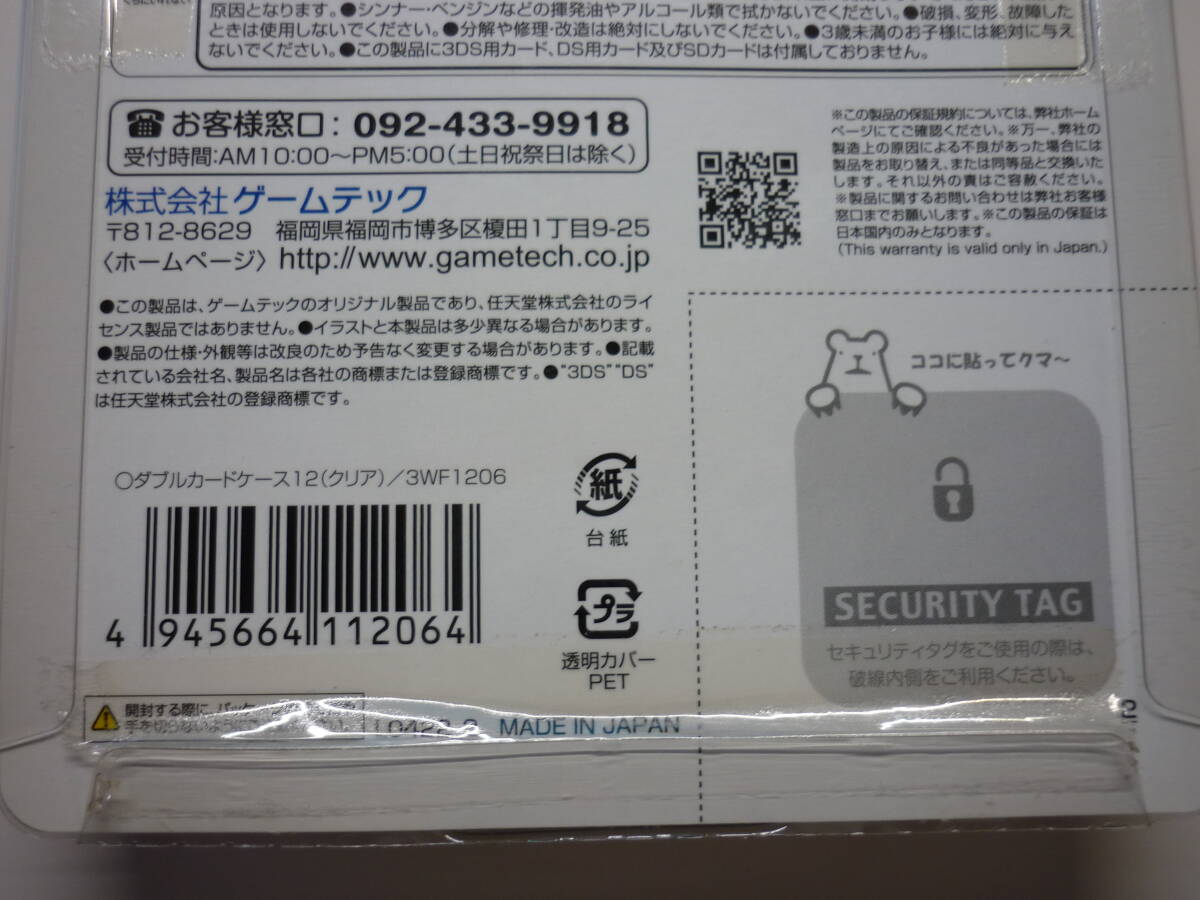 原因となります。●シンナー・ベンジンなどの揮発油やアルコール類で拭かないでください。●破損、変形、故障した
ときは使用しないでください。●分解や修理・改造は絶対にしないでください。●3歳未満のお子様には絶対に与え
ないでください。●この製品に3DS用カード、DS用カード及びSDカードは付属しておりません。
お客様窓口：092-433-9918
受付時間:AM10:00～PM5:00(土日祝祭日は除く)
株式会社ゲームテック
〒812-8629 福岡県福岡市博多区榎田1丁目9-25
〈ホームページ〉http://www.gametech.co.jp
※この製品の保証規約については、弊社ホーム
ページにてご確認ください。※万一、弊社の
製造上の原因による不良があった場合には
製品をお取り替え、または同等品と交換いた
します。それ以外の責はご容赦ください。
※製品に関するお問い合わせは弊社お客様
窓口までお願いします。※この製品の保証は
日本国内のみとなります。
(This warranty is valid only in Japan.)
●この製品は、ゲームテックのオリジナル製品であり、任天堂株式会社のライ
センス製品ではありません。●イラストと本製品は多少異なる場合があります。
●製品の仕様・外観等は改良のため予告なく変更する場合があります。●記載
されている会社名、製品名は各社の商標または登録商標です。●"3DS""DS"
は任天堂株式会社の登録商標です。
ココに貼ってクマ～
SECURITY TAG
セキュリティタグをご使用の際は、
破線内側をご利用ください。
○ダブルカードケース12(クリア)/3WF1206
4 945664 112064
紙
台紙
プラ
透明カバー
PET
開封する際に、パッケージ
手を切らないよう
L0422-2 MADE IN JAPAN